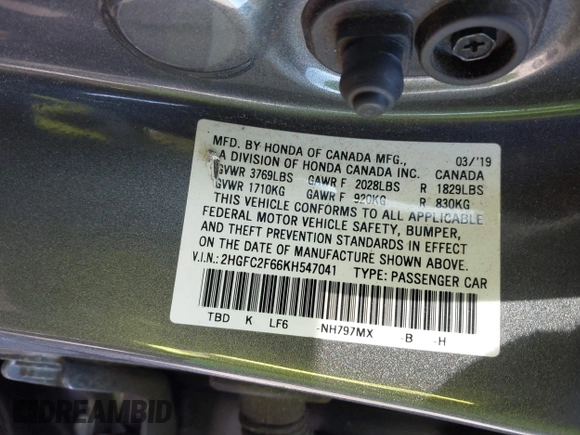 MFD. BY HONDA OF CANADA MFG., 03/'19
A DIVISION OF HONDA CANADA INC. CANADA
GVWR 3769LBS GAWR F 2028LBS R 1829LBS
GVWR 1710KG GAWR F 920KG R 830KG
THIS VEHICLE CONFORMS TO ALL APPLICABLE
FEDERAL MOTOR VEHICLE SAFETY, BUMPER,
AND THEFT PREVENTION STANDARDS IN EFFECT
ON THE DATE OF MANUFACTURE SHOWN ABOVE.
V.I.N.: 2HGFC2F66KH547041 TYPE: PASSENGER CAR
TBD K LF6 -NH797MX -B -H
DREAMBID